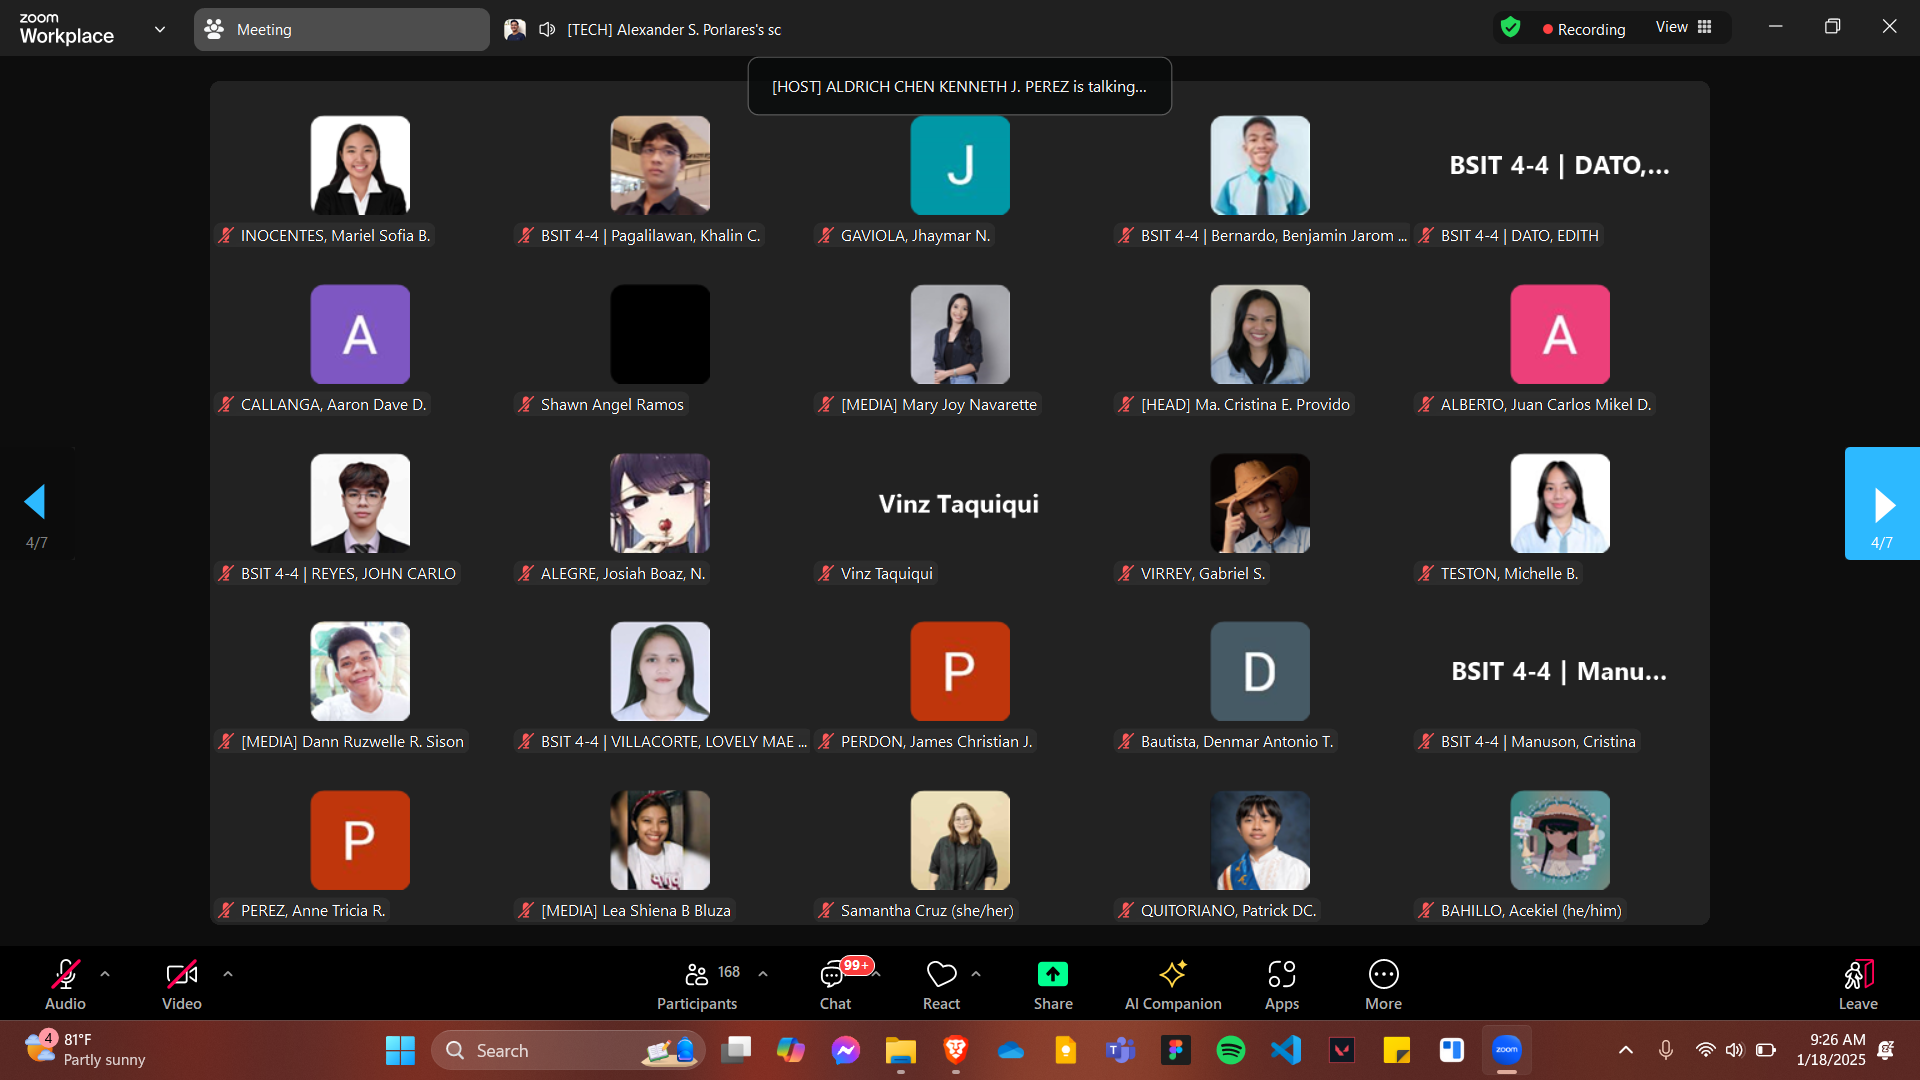 zoom
Workplace
Meeting
[TECH] Alexander S. Porlares's sc
Recording
View
[HOST] ALDRICH CHEN KENNETH J. PEREZ is talking...
J
BSIT 4-4 | DATO,...
INOCENTES, Mariel Sofia B.
BSIT 4-4 | Pagalilawan, Khalin C.
GAVIOLA, Jhaymar N.
BSIT 4-4 | Bernardo, Benjamin Jarom ...
BSIT 4-4 | DATO, EDITH
A
A
CALLANGA, Aaron Dave D.
Shawn Angel Ramos
[MEDIA] Mary Joy Navarette
[HEAD] Ma. Cristina E. Provido
ALBERTO, Juan Carlos Mikel D.
Vinz Taquiqui
4/7
4/7
BSIT 4-4 | REYES, JOHN CARLO
ALEGRE, Josiah Boaz, N.
Vinz Taquiqui
VIRREY, Gabriel S.
TESTON, Michelle B.
P
D
BSIT 4-4 | Manu...
[MEDIA] Dann Ruzwelle R. Sison
BSIT 4-4 | VILLACORTE, LOVELY MAE ...
PERDON, James Christian J.
Bautista, Denmar Antonio T.
BSIT 4-4 | Manuson, Cristina
P
PEREZ, Anne Tricia R.
[MEDIA] Lea Shiena B Bluza
Samantha Cruz (she/her)
QUITORIANO, Patrick DC.
BAHILLO, Acekiel (he/him)
168
99+
Audio
Video
Participants
Chat
React
Share
AI Companion
Apps
More
Leave
4
81°F
Partly sunny
Search
zoom
9:26 AM
1/18/2025